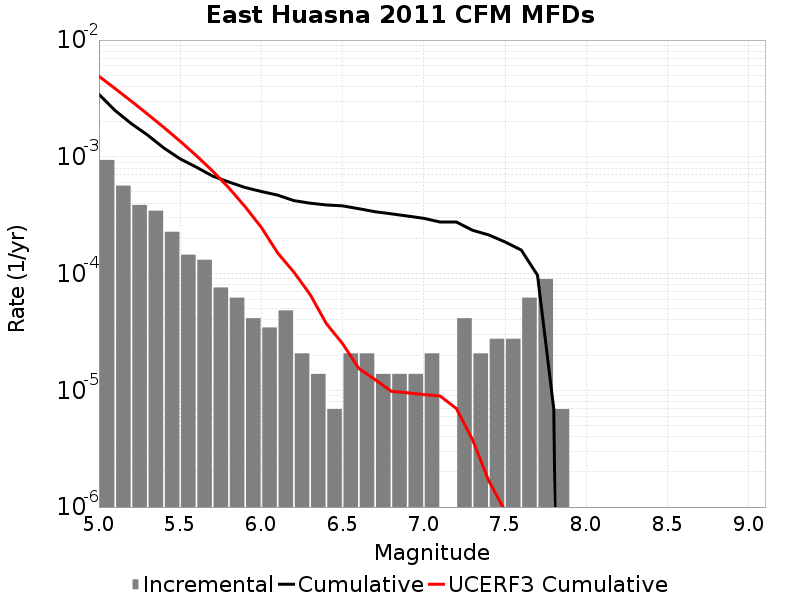 East Huasna 2011 CFM MFDs
10-2
10-3
10-4
10-5
10-6
Rate (1/yr)
5.0 5.5 6.0 6.5 7.0 7.5 8.0 8.5 9.0
Magnitude
Incremental Cumulative UCERF3 Cumulative